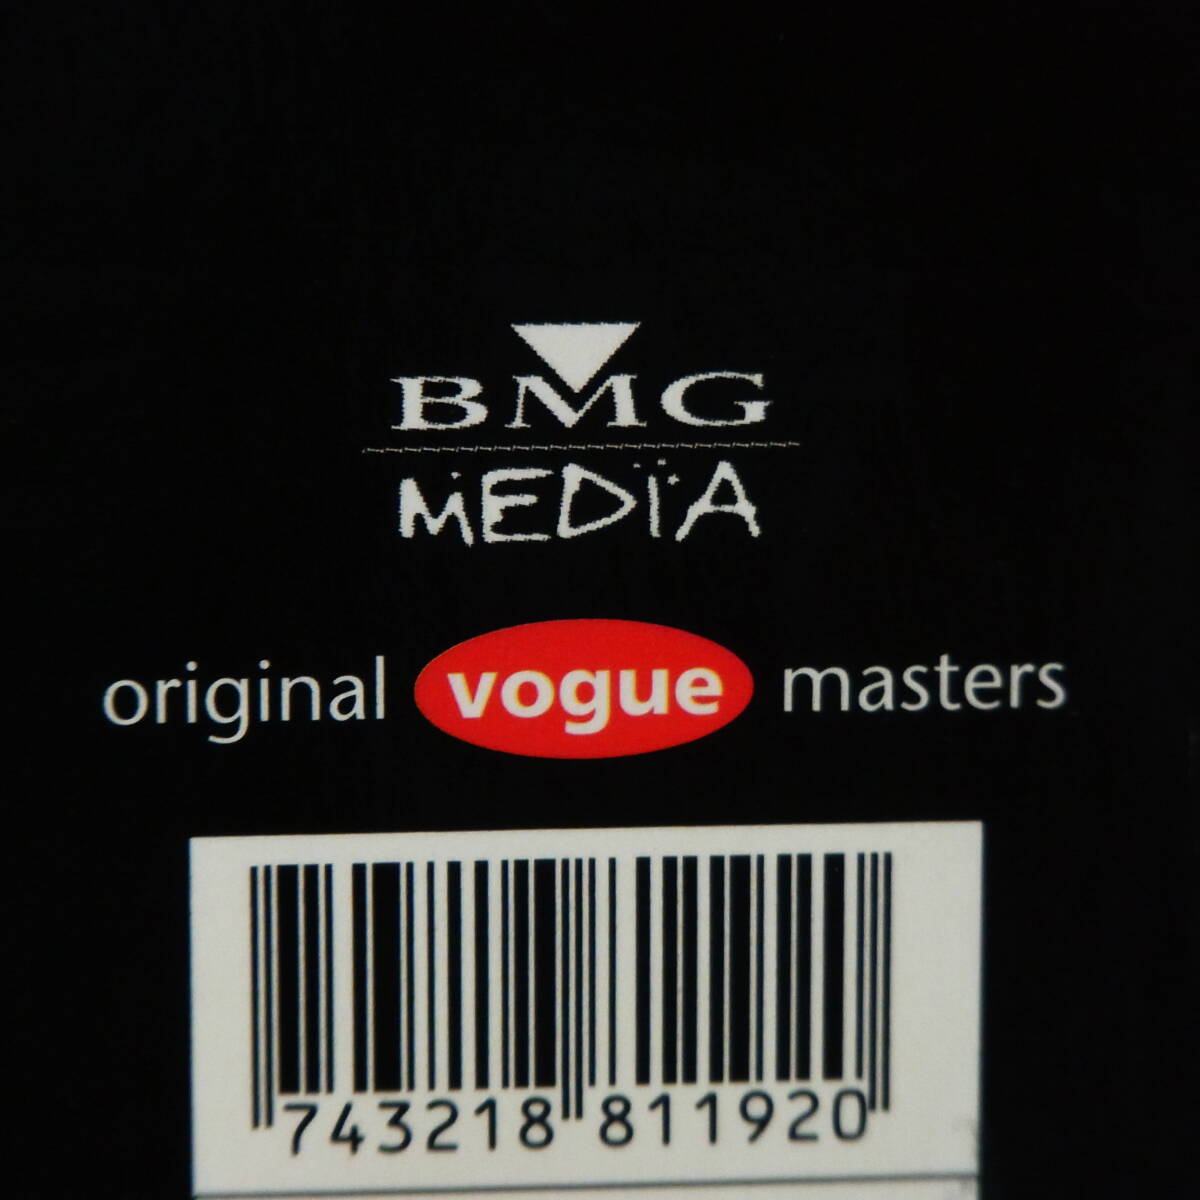 BMG
MEDIA
original vogue masters
743218 811920